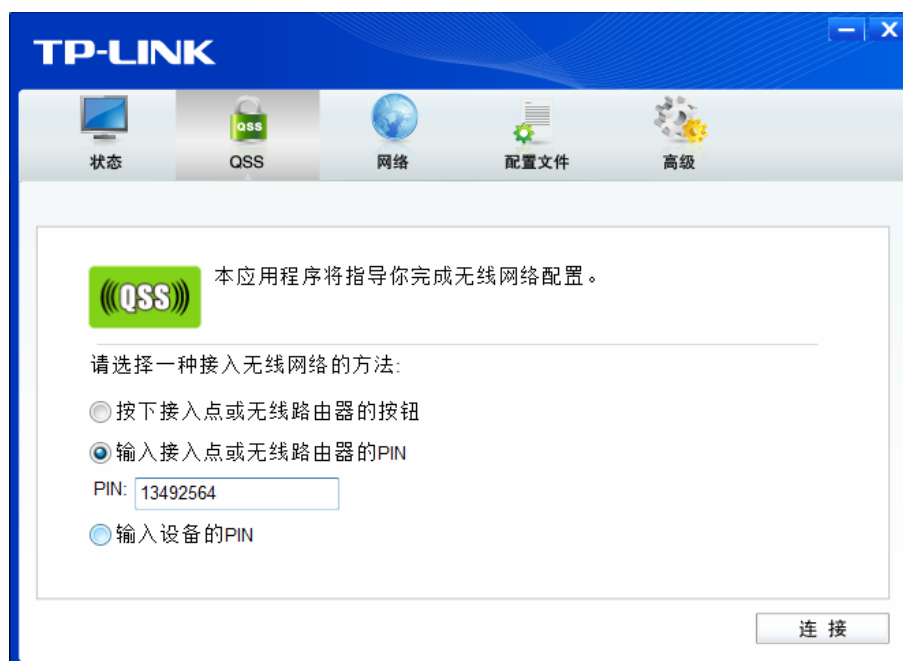 TP-LINK
QSS
状态 QSS 网络 配置文件 高级
QSS 本应用程序将指导你完成无线网络配置。
请选择一种接入无线网络的方法:
按下接入点或无线路由器的按钮
输入接入点或无线路由器的PIN
PIN: 13492564
输入设备的PIN
连 接